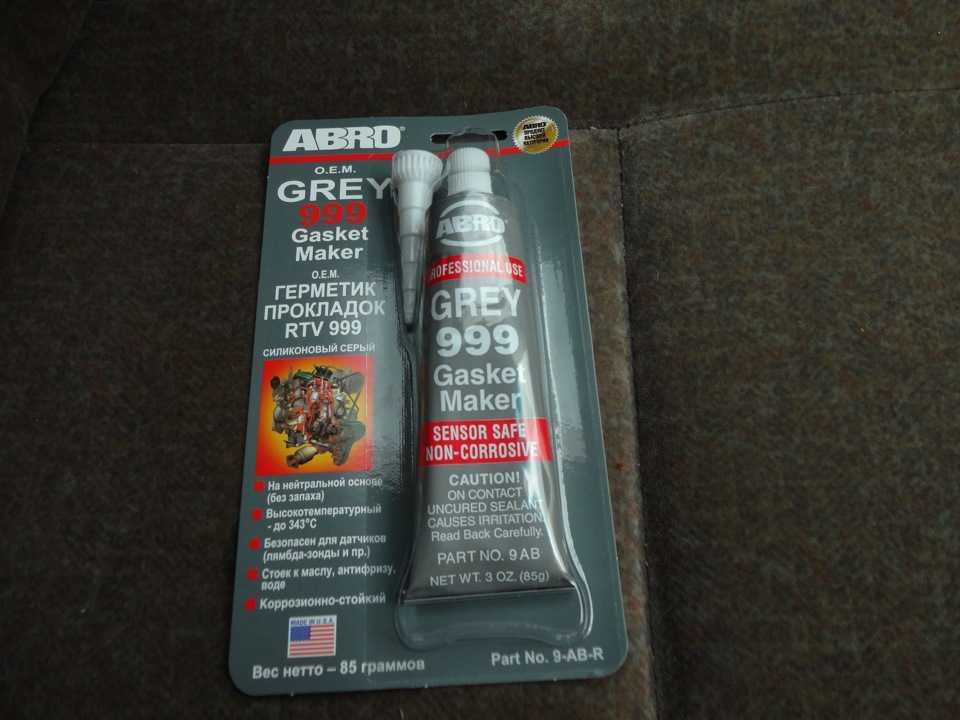 ABRO
O.E.M.
GREY
999
Gasket
Maker
O.E.M.
ГЕРМЕТИК
ПРОКЛАДОК
RTV 999
СИЛИКОНОВЫЙ СЕРЫЙ
На нейтральной основе
(без запаха)
Высокотемпературный
- до 343°C
Безопасен для датчиков
(лямбда-зонды и пр.)
Стоек к маслу, антифризу,
воде
Коррозионно-стойкий
MADE IN U.S.A.
Вес нетто – 85 граммов
Part No. 9-AB-R
ABRO
ABRO
ROFESSIONAL USE
GREY
999
Gasket
Maker
SENSOR SAFE
NON-CORROSIVE
CAUTION!
ON CONTACT
UNCURED SEALANT
CAUSES IRRITATION.
Read Back Carefully.
PART NO. 9AB
NET WT. 3 OZ. (85g)